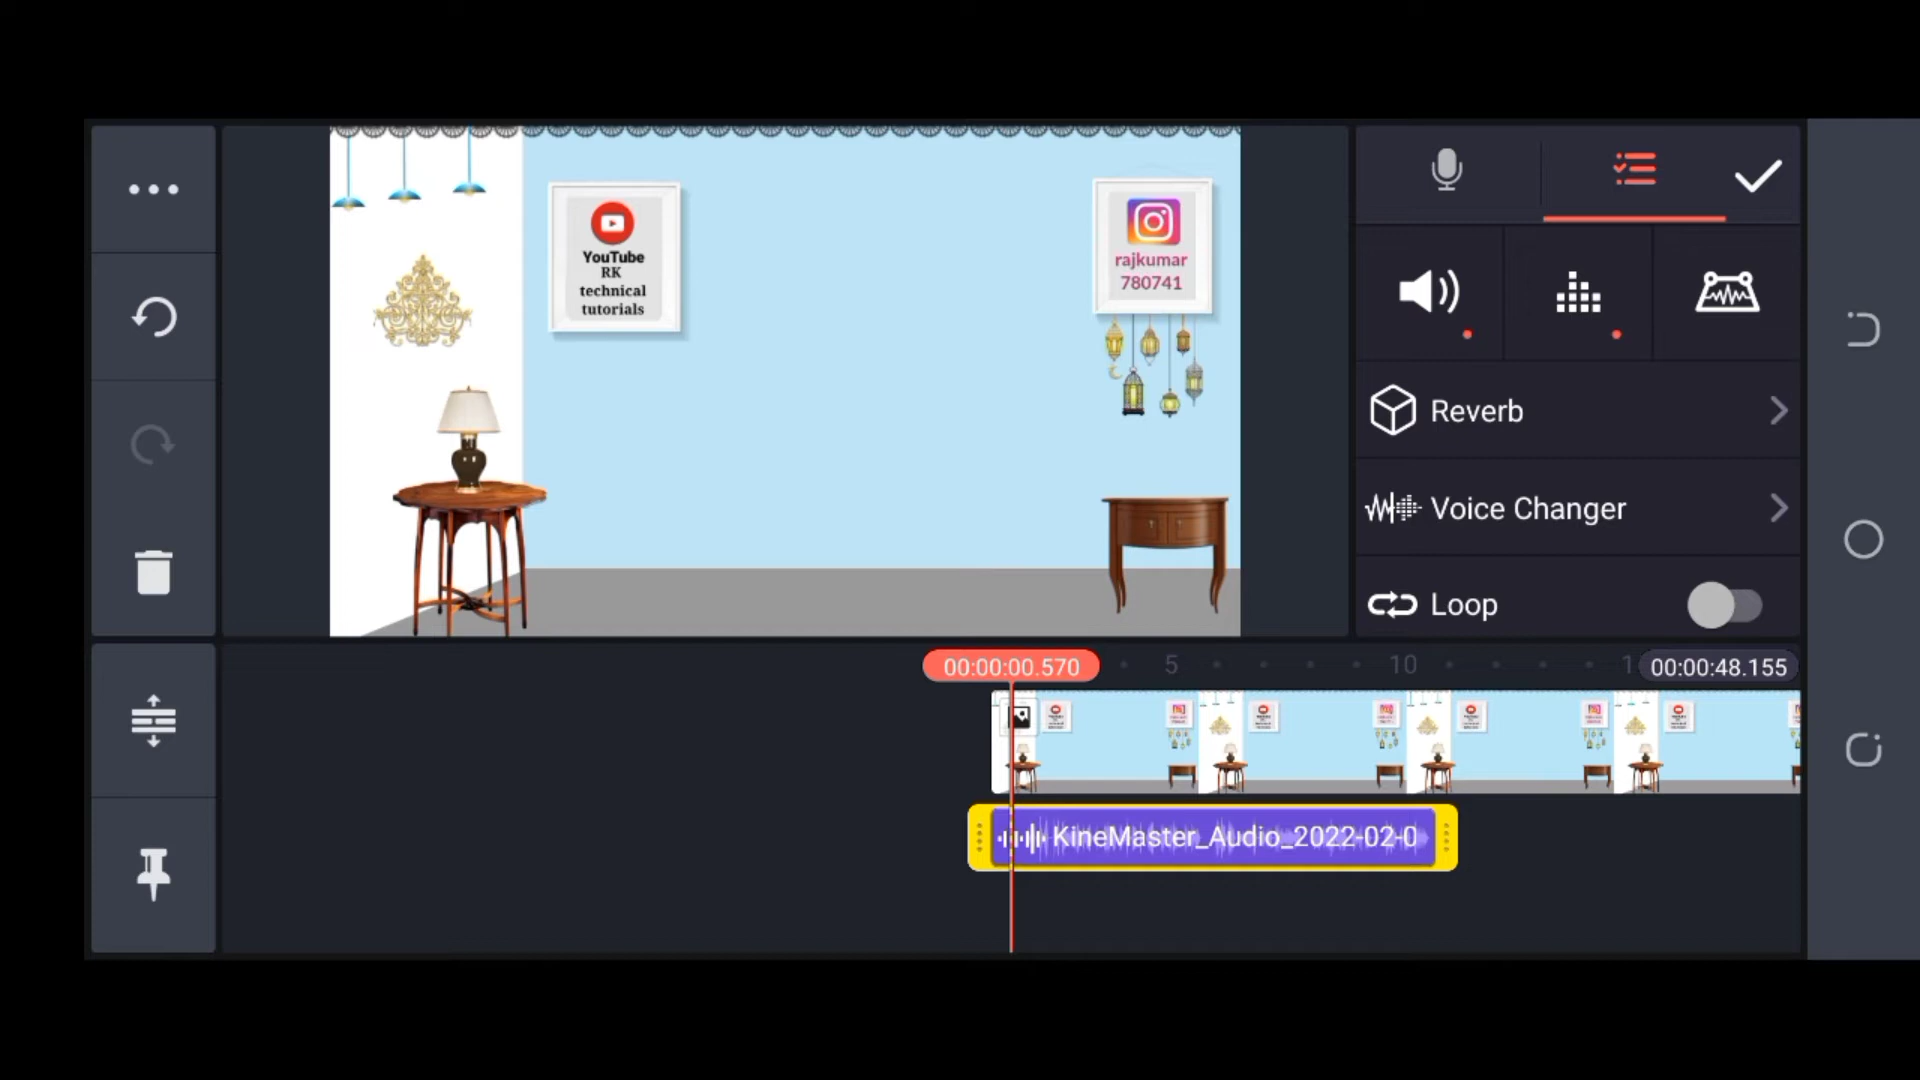 YouTube
RK
technical
tutorials
rajkumar
780741
Reverb
Voice Changer
Loop
00:00:00.570
5
10
1
00:00:48.155
KineMaster_Audio_2022-02-0